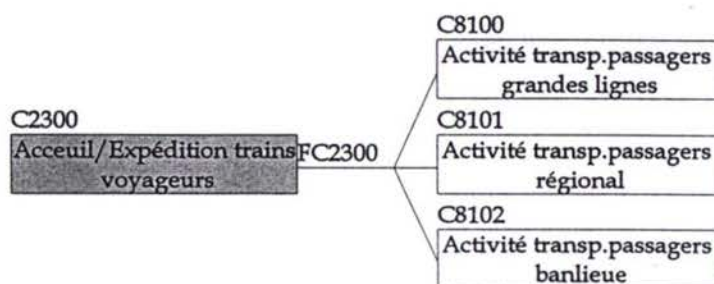 C8100
Activité transp.passagers
grandes lignes
C2300
Acceuil/Expédition trains
voyageurs
FC2300
C8101
Activité transp.passagers
régional
C8102
Activité transp.passagers
banlieue